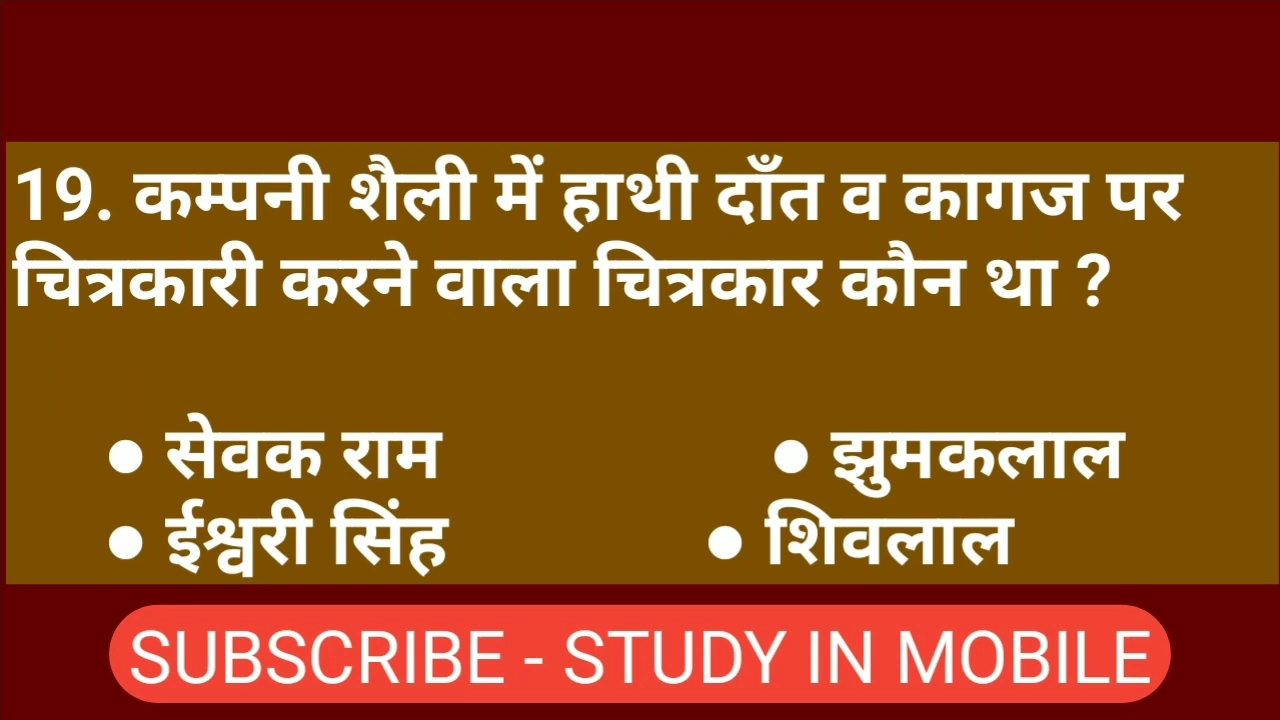 19. कम्पनी शैली में हाथी दाँत व कागज पर
चित्रकारी करने वाला चित्रकार कौन था ?
● सेवक राम ● झुमकलाल
● ईश्वरी सिंह ● शिवलाल
SUBSCRIBE - STUDY IN MOBILE